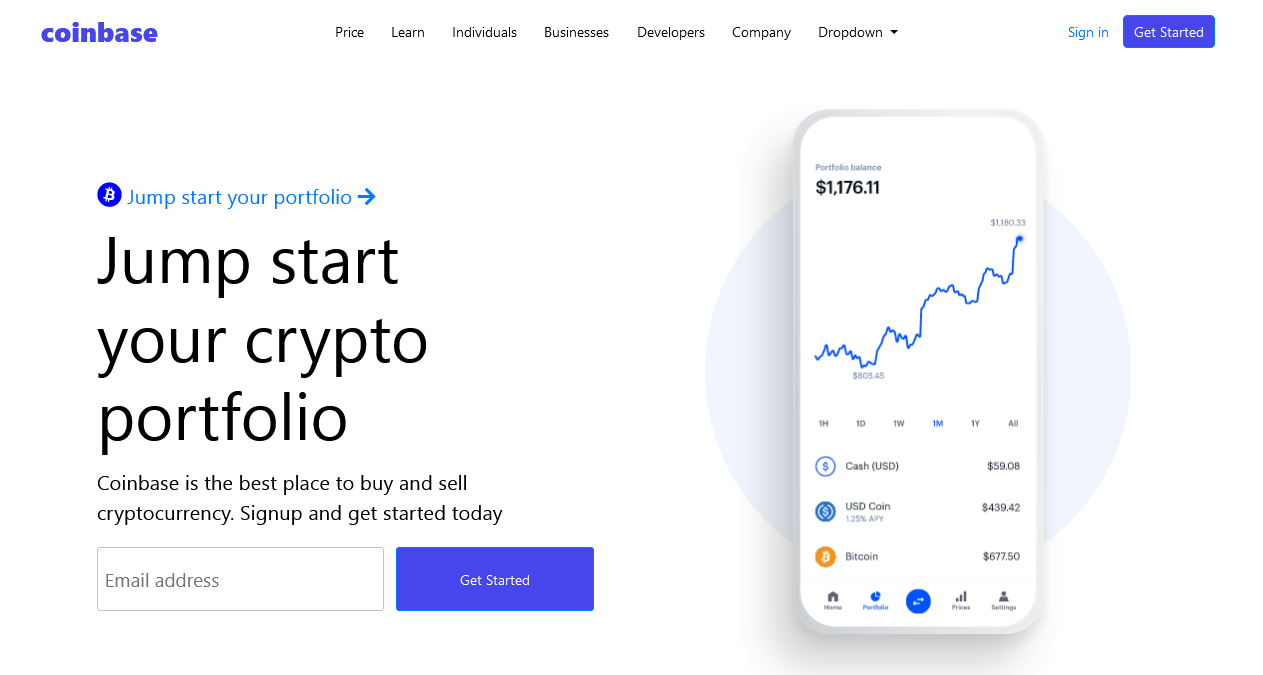 coinbase
Price Learn Individuals Businesses Developers Company Dropdown
Sign in Get Started
Jump start your portfolio
Jump start
your crypto
portfolio
Coinbase is the best place to buy and sell
cryptocurrency. Signup and get started today
Email address
Get Started
Portfolio balance
$1,176.11
$1,180.33
$805.45
1H 1D 1W 1M 1Y All
Cash (USD) $59.08
USD Coin $439.42
1.25% APY
Bitcoin $677.50
Home Portfolio Prices Settings